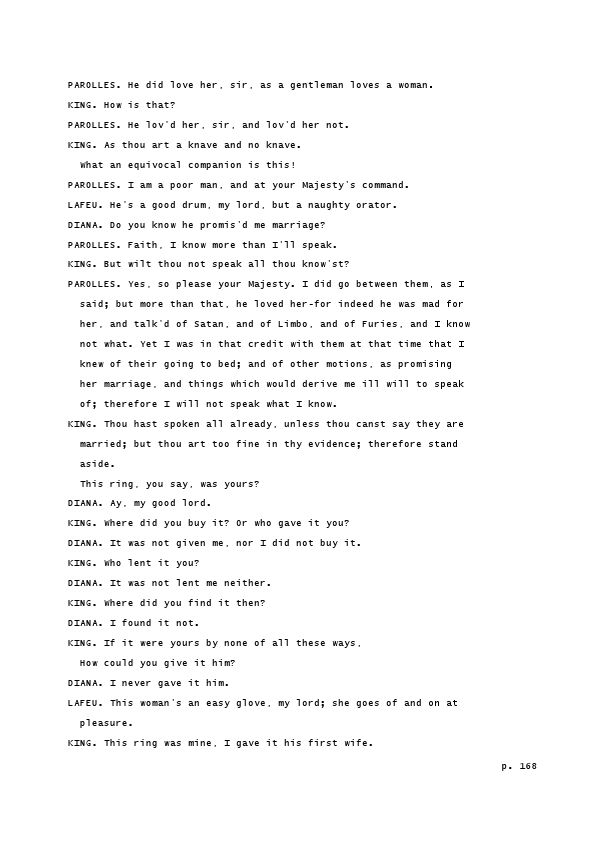 PAROLLES. He did love her, sir, as a gentleman loves a woman.
KING. How is that?
PAROLLES. He lov'd her, sir, and lov'd her not.
KING. As thou art a knave and no knave.
What an equivocal companion is this!
PAROLLES. I am a poor man, and at your Majesty's command.
LAFEU. He's a good drum, my lord, but a naughty orator.
DIANA. Do you know he promis'd me marriage?
PAROLLES. Faith, I know more than I'll speak.
KING. But wilt thou not speak all thou know'st?
PAROLLES. Yes, so please your Majesty. I did go between them, as I
said; but more than that, he loved her-for indeed he was mad for
her, and talk'd of Satan, and of Limbo, and of Furies, and I know
not what. Yet I was in that credit with them at that time that I
knew of their going to bed; and of other motions, as promising
her marriage, and things which would derive me ill will to speak
of; therefore I will not speak what I know.
KING. Thou hast spoken all already, unless thou canst say they are
married; but thou art too fine in thy evidence; therefore stand
aside.
This ring, you say, was yours?
DIANA. Ay, my good lord.
KING. Where did you buy it? Or who gave it you?
DIANA. It was not given me, nor I did not buy it.
KING. Who lent it you?
DIANA. It was not lent me neither.
KING. Where did you find it then?
DIANA. I found it not.
KING. If it were yours by none of all these ways,
How could you give it him?
DIANA. I never gave it him.
LAFEU. This woman's an easy glove, my lord; she goes of and on at
pleasure.
KING. This ring was mine, I gave it his first wife.
p. 168